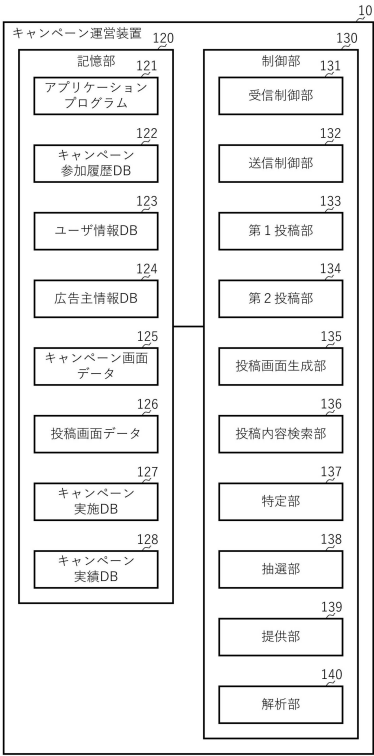 10
キャンペーン運営装置
120
記憶部
121
アプリケーション
プログラム
122
キャンペーン
参加履歴DB
123
ユーザ情報DB
124
広告主情報DB
125
キャンペーン画面
データ
126
投稿画面データ
127
キャンペーン
実施DB
128
キャンペーン
実績DB
130
制御部
131
受信制御部
132
送信制御部
133
第1投稿部
134
第2投稿部
135
投稿画面生成部
136
投稿内容検索部
137
特定部
138
抽選部
139
提供部
140
解析部